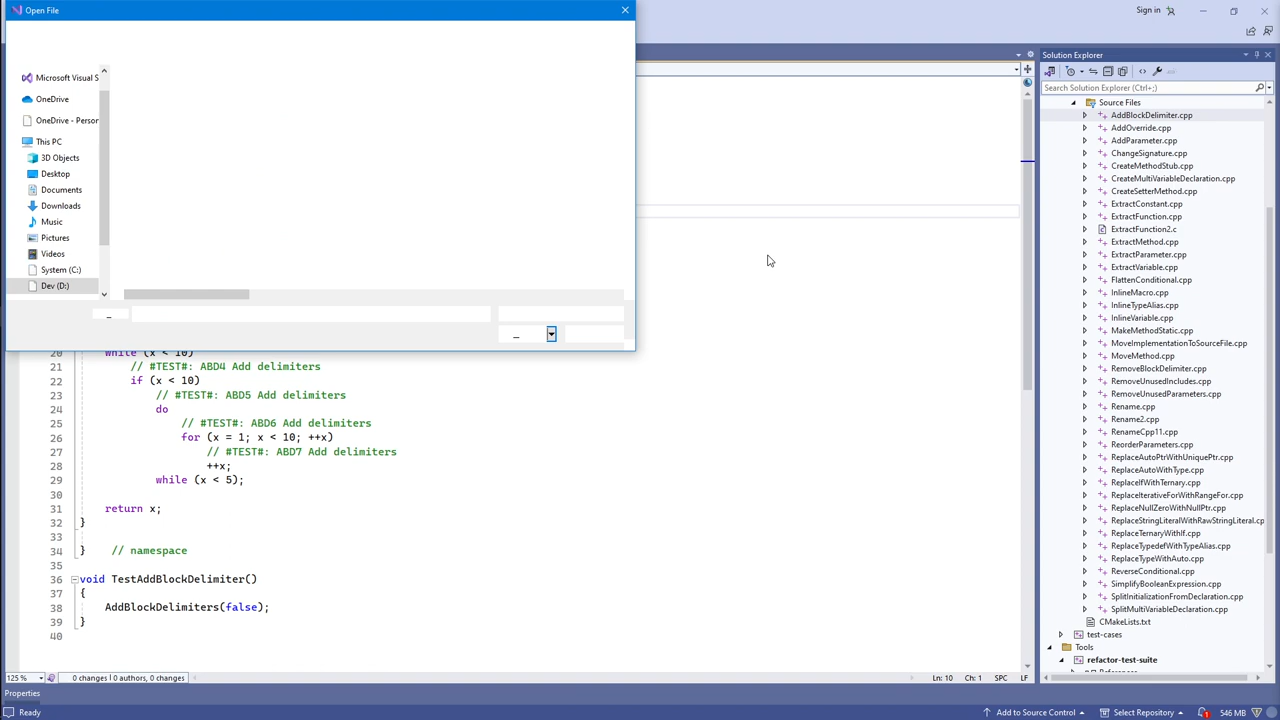 Open File
Sign in
Microsoft Visual S
OneDrive
OneDrive - Person
This PC
3D Objects
Desktop
Documents
Downloads
Music
Pictures
Videos
System (C:)
Dev (D:)
20 while (x < 10)
21 // #TEST#: ABD4 Add delimiters
22 if (x < 10)
23 // #TEST#: ABD5 Add delimiters
24 do
25 // #TEST#: ABD6 Add delimiters
26 for (x = 1; x < 10; ++x)
27 // #TEST#: ABD7 Add delimiters
28 ++x;
29 while (x < 5);
30
31 return x;
32 }
33
34 } // namespace
35
36 void TestAddBlockDelimiter()
37 {
38 AddBlockDelimiters(false);
39 }
40
125 % 0 changes | 0 authors, 0 changes Ln: 10 Ch: 1 SPC LF
Properties
Ready
Solution Explorer
Search Solution Explorer (Ctrl+;)
Source Files
AddBlockDelimiter.cpp
AddOverride.cpp
AddParameter.cpp
ChangeSignature.cpp
CreateMethodStub.cpp
CreateMultiVariableDeclaration.cpp
CreateSetterMethod.cpp
ExtractConstant.cpp
ExtractFunction.cpp
ExtractFunction2.c
ExtractMethod.cpp
ExtractParameter.cpp
ExtractVariable.cpp
FlattenConditional.cpp
InlineMacro.cpp
InlineTypeAlias.cpp
InlineVariable.cpp
MakeMethodStatic.cpp
MoveImplementationToSourceFile.cpp
MoveMethod.cpp
RemoveBlockDelimiter.cpp
RemoveUnusedIncludes.cpp
RemoveUnusedParameters.cpp
Rename.cpp
Rename2.cpp
RenameCpp11.cpp
ReorderParameters.cpp
ReplaceAutoPtrWithUniquePtr.cpp
ReplaceAutoWithType.cpp
ReplaceIfWithTernary.cpp
ReplaceIterativeForWithRangeFor.cpp
ReplaceNullZeroWithNullPtr.cpp
ReplaceStringLiteralWithRawStringLiteral.cp
ReplaceTernaryWithIf.cpp
ReplaceTypedefWithTypeAlias.cpp
ReplaceTypeWithAuto.cpp
ReverseConditional.cpp
SimplifyBooleanExpression.cpp
SplitInitializationFromDeclaration.cpp
SplitMultiVariableDeclaration.cpp
CMakeLists.txt
test-cases
Tools
refactor-test-suite
Add to Source Control
Select Repository
1
546 MB